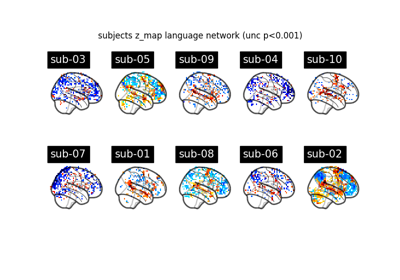 subjects z_map language network (unc p<0.001)
sub-03 sub-05 sub-09 sub-04 sub-10
sub-07 sub-01 sub-08 sub-06 sub-02